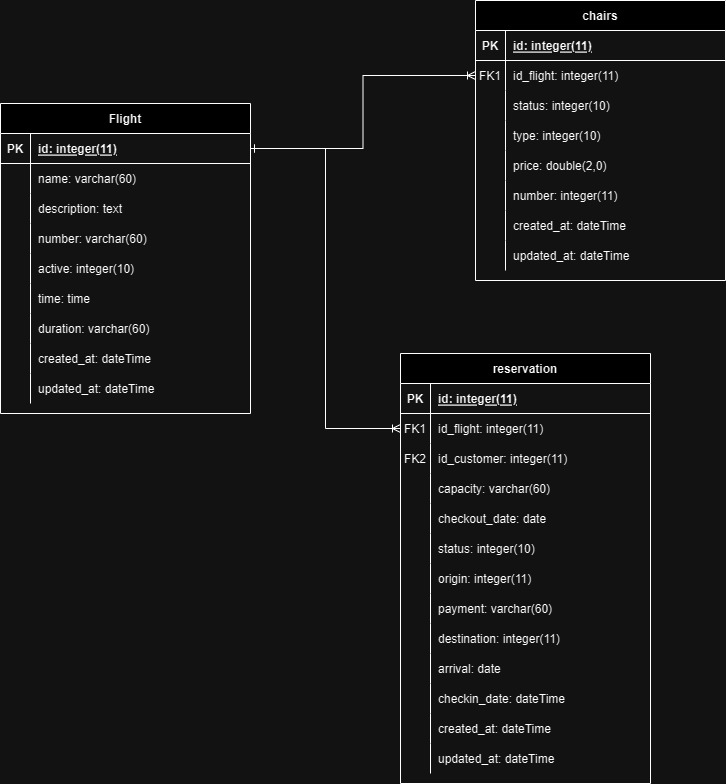 chairs
PK id: integer(11)
FK1 id_flight: integer(11)
status: integer(10)
type: integer(10)
price: double(2,0)
number: integer(11)
created_at: dateTime
updated_at: dateTime
Flight
PK id: integer(11)
name: varchar(60)
description: text
number: varchar(60)
active: integer(10)
time: time
duration: varchar(60)
created_at: dateTime
updated_at: dateTime
reservation
PK id: integer(11)
FK1 id_flight: integer(11)
FK2 id_customer: integer(11)
capacity: varchar(60)
checkout_date: date
status: integer(10)
origin: integer(11)
payment: varchar(60)
destination: integer(11)
arrival: date
checkin_date: dateTime
created_at: dateTime
updated_at: dateTime